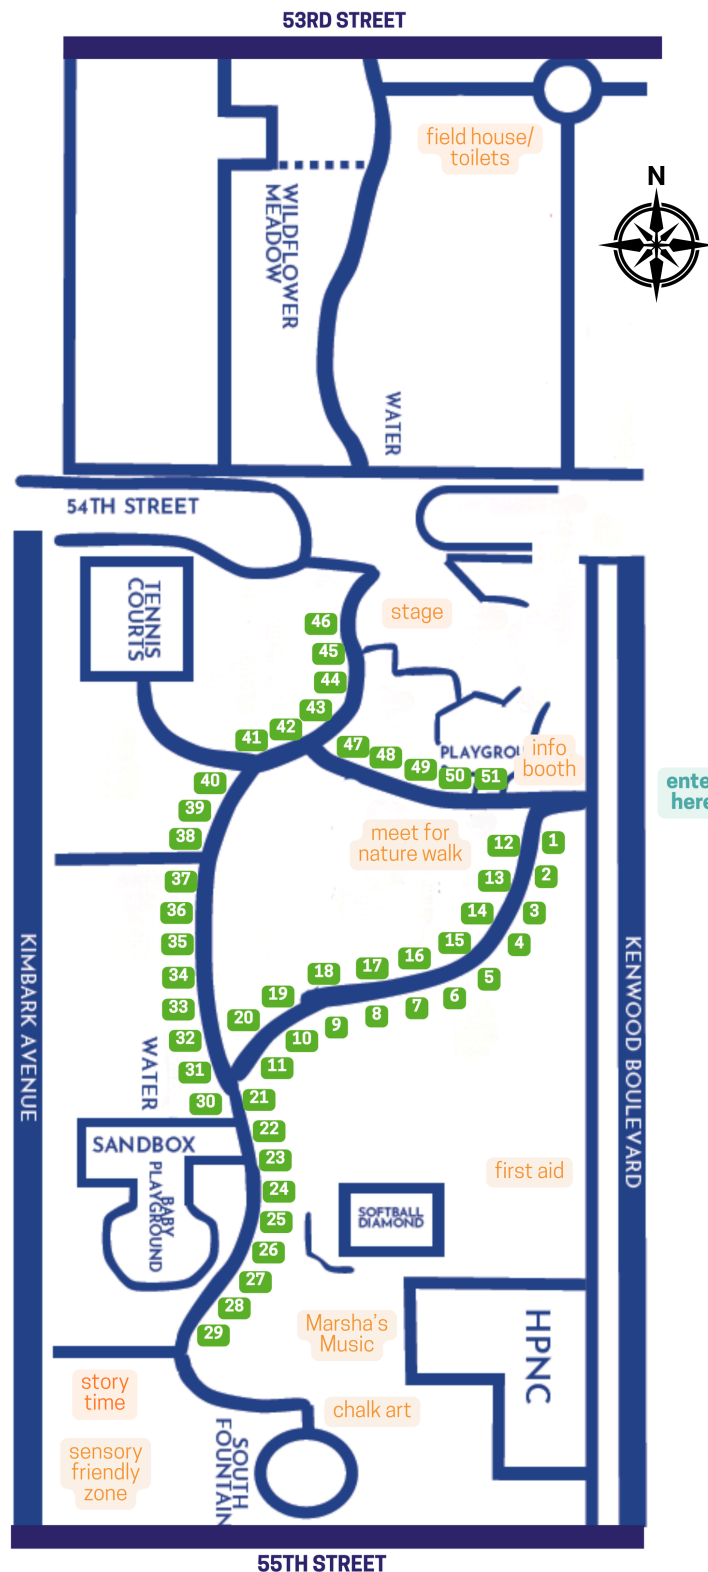 53RD STREET
field house/
toilets
N
WILDFLOWER
MEADOW
WATER
54TH STREET
TENNIS
COURTS
stage
46
45
44
43
42
41
40
39
38
47
48
49
50
51
PLAYGROU
info
booth
ente
here
meet for
nature walk
12
1
13
2
14
3
15
4
16
5
17
6
18
7
19
8
20
9
10
11
37
36
35
34
33
32
31
30
KIMBARK AVENUE
KENWOOD BOULEVARD
WATER
21
22
23
24
25
26
27
28
29
SANDBOX
BABY
PLAYGROUND
first aid
SOFTBALL
DIAMOND
Marsha's
Music
HPNC
story
time
chalk art
sensory
friendly
zone
SOUTH
FOUNTAIN
55TH STREET